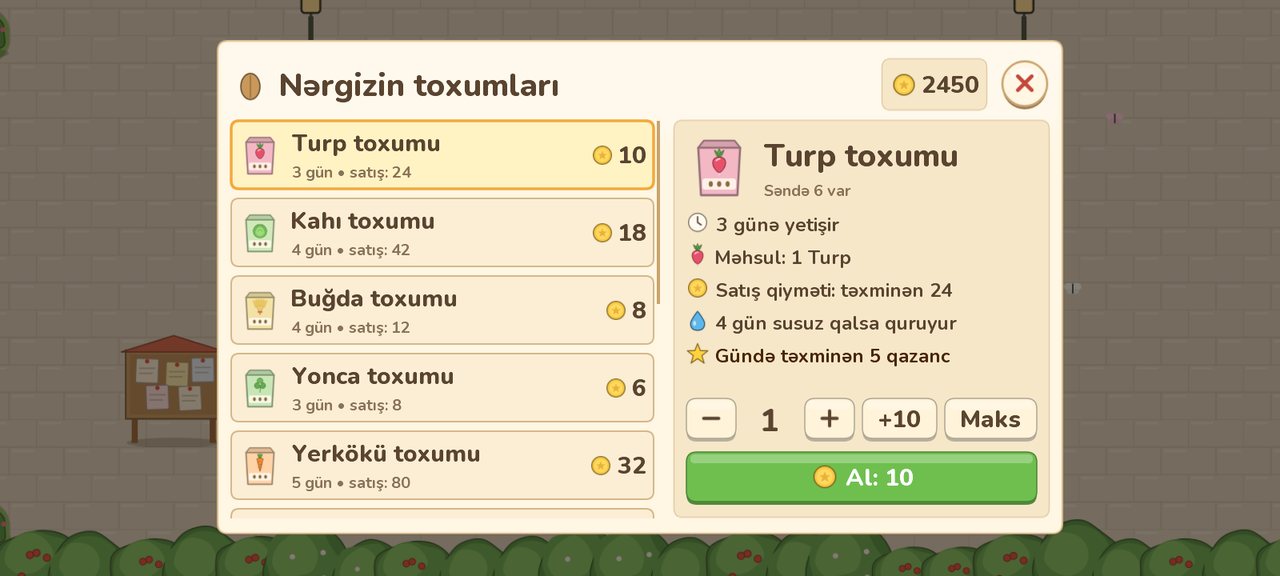 Nərgizin toxumları
2450
Turp toxumu
3 gün • satış: 24
10
Kahı toxumu
4 gün • satış: 42
18
Buğda toxumu
4 gün • satış: 12
8
Yonca toxumu
3 gün • satış: 8
6
Yerkökü toxumu
5 gün • satış: 80
32
Turp toxumu
Səndə 6 var
3 günə yetişir
Məhsul: 1 Turp
Satış qiyməti: təxminən 24
4 gün susuz qalsa quruyur
Gündə təxminən 5 qazanc
− 1 + +10 Maks
Al: 10